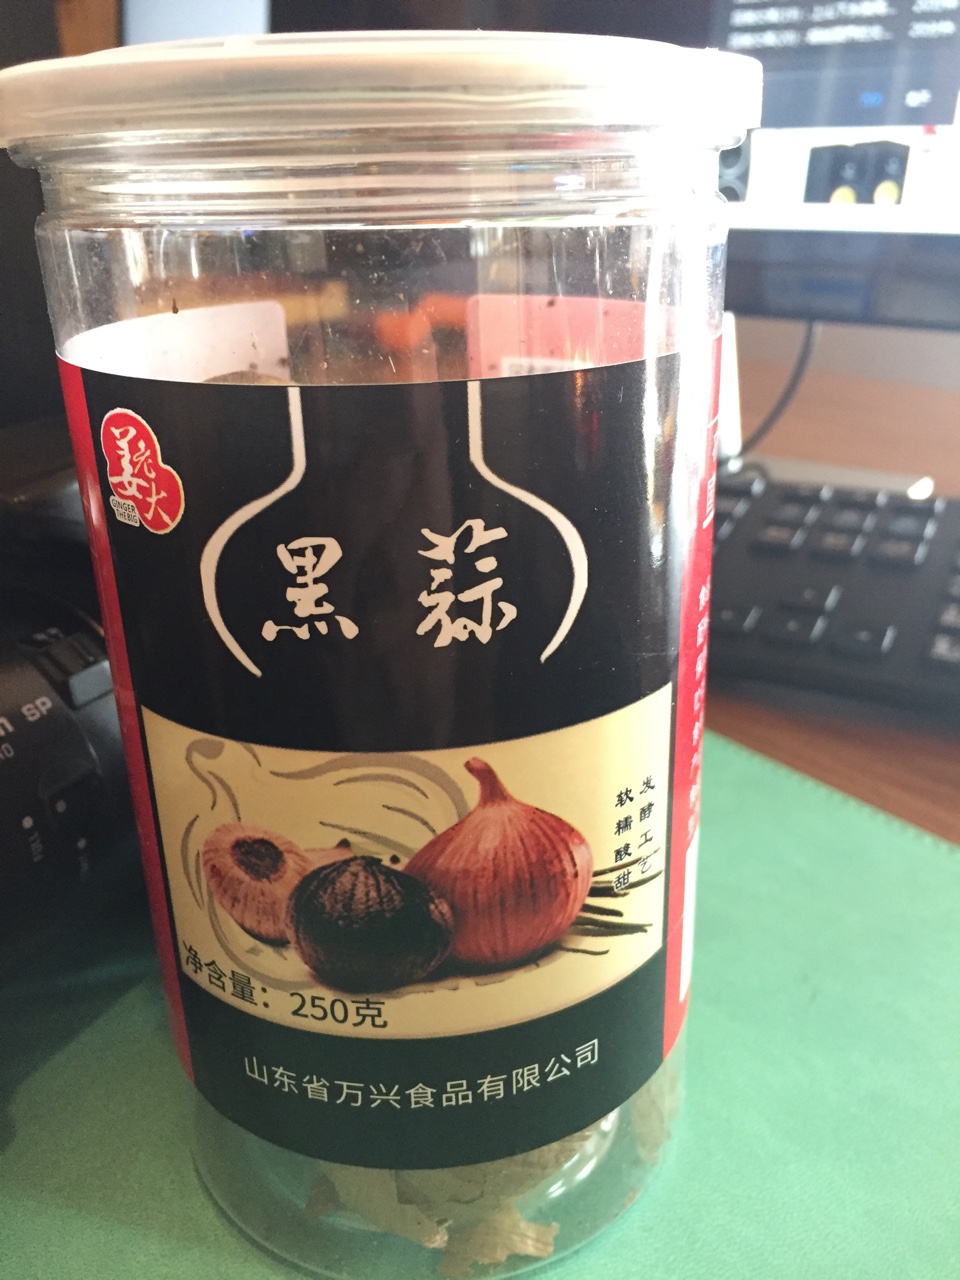 姜老大
GINGER
THE BIG
黑蒜
发酵工艺
软糯酸甜
净含量：250克
山东省万兴食品有限公司
SP